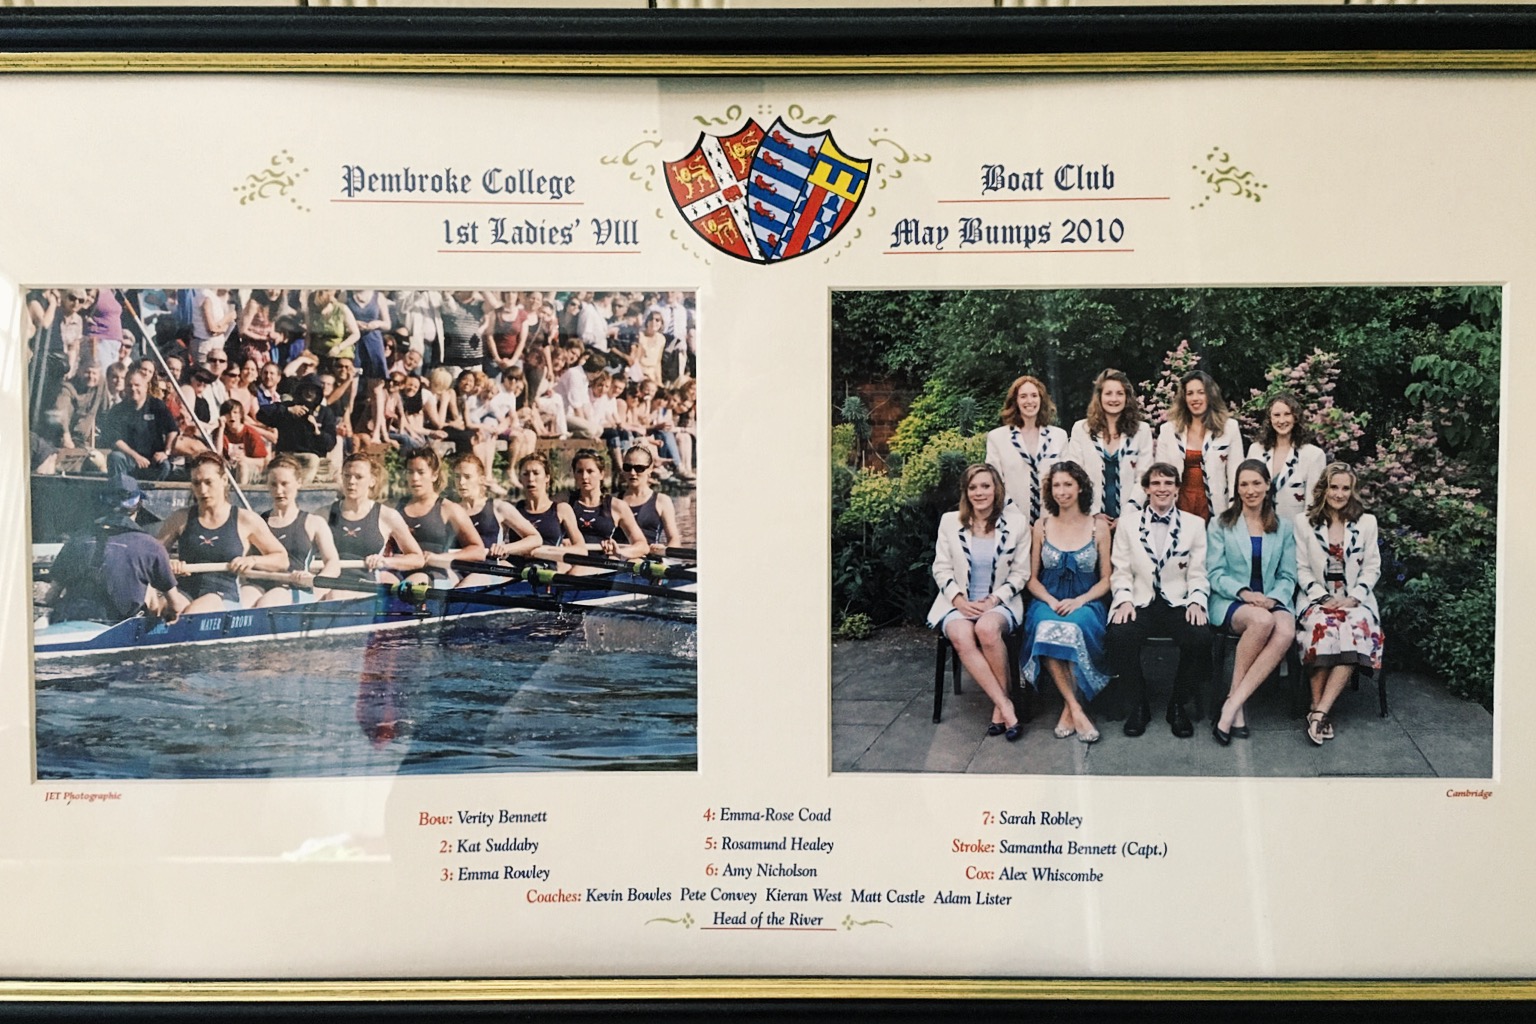 Pembroke College Boat Club
1st Ladies' VIII May Bumps 2010
MAYER BROWN
JET Photographic
Cambridge
Bow: Verity Bennett
2: Kat Suddaby
3: Emma Rowley
4: Emma-Rose Coad
5: Rosamund Healey
6: Amy Nicholson
7: Sarah Robley
Stroke: Samantha Bennett (Capt.)
Cox: Alex Whiscombe
Coaches: Kevin Bowles Pete Convey Kieran West Matt Castle Adam Lister
Head of the River